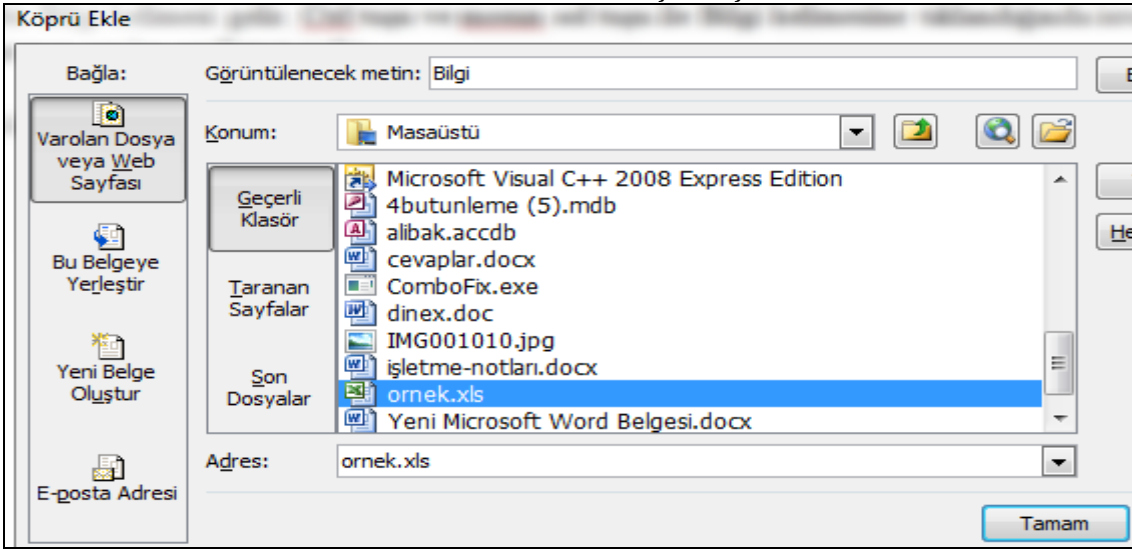 Köprü Ekle
Bağla:
Görüntülenecek metin: Bilgi
Varolan Dosya
veya Web
Sayfası
Konum: Masaüstü
Geçerli
Klasör
Microsoft Visual C++ 2008 Express Edition
4butunleme (5).mdb
alibak.accdb
cevaplar.docx
Bu Belgeye
Yerleştir
Taranan
Sayfalar
ComboFix.exe
dinex.doc
IMG001010.jpg
Yeni Belge
Oluştur
Son
Dosyalar
işletme-notları.docx
ornek.xls
Yeni Microsoft Word Belgesi.docx
E-posta Adresi
Adres: ornek.xls
Tamam